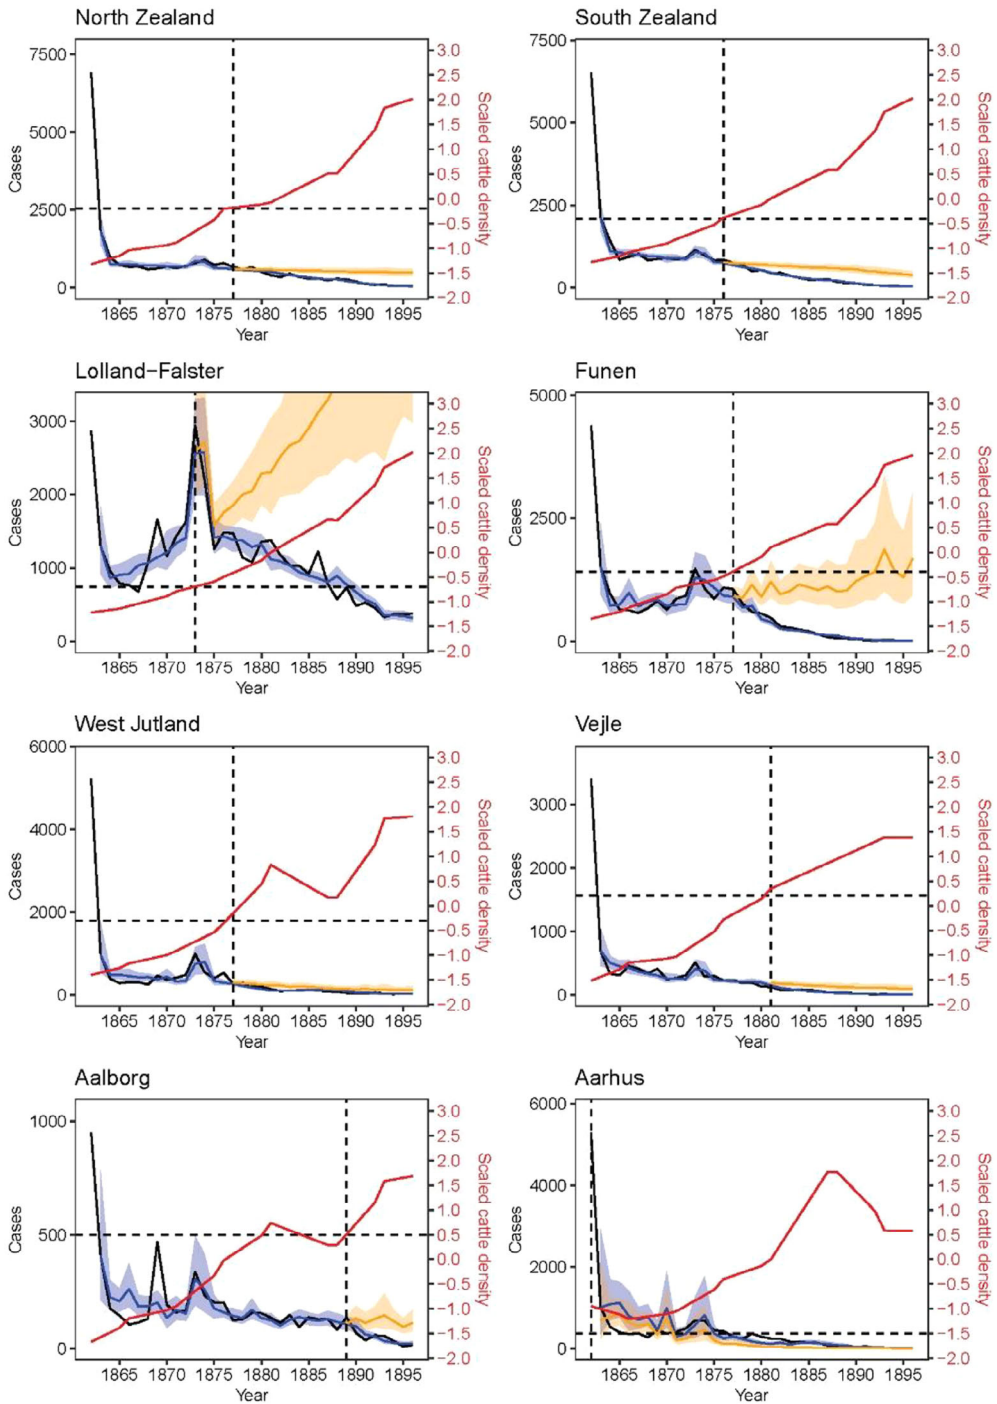 North Zealand
7500
5000
2500
0
Cases
1865 1870 1875 1880 1885 1890 1895
Year
3.0
2.5
2.0
1.5
1.0
0.5
0.0
−0.5
−1.0
−1.5
−2.0
Scaled cattle density
South Zealand
7500
5000
2500
0
Cases
1865 1870 1875 1880 1885 1890 1895
Year
3.0
2.5
2.0
1.5
1.0
0.5
0.0
−0.5
−1.0
−1.5
−2.0
Scaled cattle density
Lolland−Falster
3000
2000
1000
0
Cases
1865 1870 1875 1880 1885 1890 1895
Year
3.0
2.5
2.0
1.5
1.0
0.5
0.0
−0.5
−1.0
−1.5
−2.0
Scaled cattle density
Funen
5000
2500
0
Cases
1865 1870 1875 1880 1885 1890 1895
Year
3.0
2.5
2.0
1.5
1.0
0.5
0.0
−0.5
−1.0
−1.5
−2.0
Scaled cattle density
West Jutland
6000
4000
2000
0
Cases
1865 1870 1875 1880 1885 1890 1895
Year
3.0
2.5
2.0
1.5
1.0
0.5
0.0
−0.5
−1.0
−1.5
−2.0
Scaled cattle density
Vejle
3000
2000
1000
0
Cases
1865 1870 1875 1880 1885 1890 1895
Year
3.0
2.5
2.0
1.5
1.0
0.5
0.0
−0.5
−1.0
−1.5
−2.0
Scaled cattle density
Aalborg
1000
500
0
Cases
1865 1870 1875 1880 1885 1890 1895
Year
3.0
2.5
2.0
1.5
1.0
0.5
0.0
−0.5
−1.0
−1.5
−2.0
Scaled cattle density
Aarhus
6000
4000
2000
0
Cases
1865 1870 1875 1880 1885 1890 1895
Year
3.0
2.5
2.0
1.5
1.0
0.5
0.0
−0.5
−1.0
−1.5
−2.0
Scaled cattle density